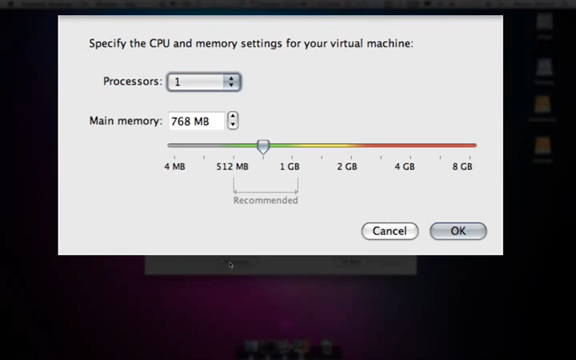 Specify the CPU and memory settings for your virtual machine:
Processors: 1
Main memory: 768 MB
4 MB 512 MB 1 GB 2 GB 4 GB 8 GB
Recommended
Cancel OK